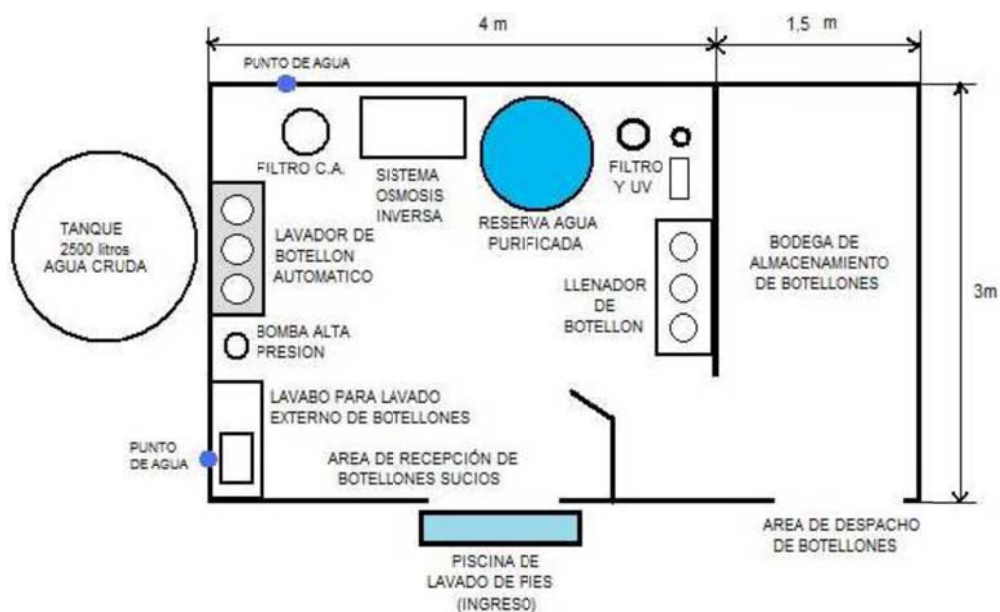 4 m
1,5 m
PUNTO DE AGUA
FILTRO C.A.
SISTEMA
OSMOSIS
INVERSA
RESERVA AGUA
PURIFICADA
FILTRO
Y UV
TANQUE
2500 litros
AGUA CRUDA
LAVADOR DE
BOTELLON
AUTOMATICO
LLENADOR
DE
BOTELLON
BODEGA DE
ALMACENAMIENTO
DE BOTELLONES
3m
BOMBA ALTA
PRESION
LAVABO PARA LAVADO
EXTERNO DE BOTELLONES
PUNTO
DE AGUA
AREA DE RECEPCIÓN DE
BOTELLONES SUCIOS
AREA DE DESPACHO
DE BOTELLONES
PISCINA DE
LAVADO DE PIES
(INGRESO)